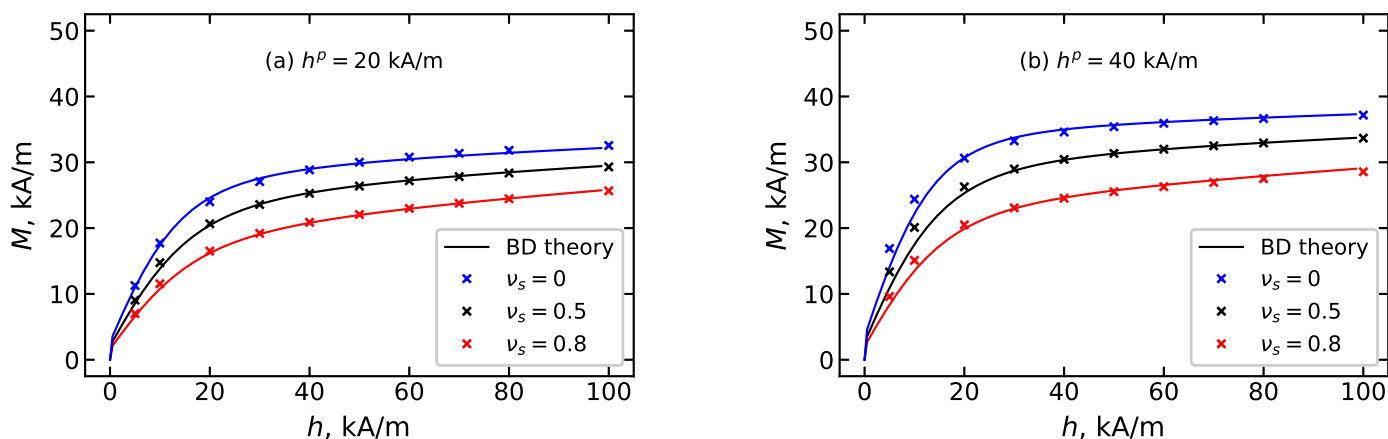 50
40
30
20
10
0
M, kA/m
(a) h^p = 20 kA/m
BD theory
ν_s = 0
ν_s = 0.5
ν_s = 0.8
0 20 40 60 80 100
h, kA/m
50
40
30
20
10
0
M, kA/m
(b) h^p = 40 kA/m
BD theory
ν_s = 0
ν_s = 0.5
ν_s = 0.8
0 20 40 60 80 100
h, kA/m